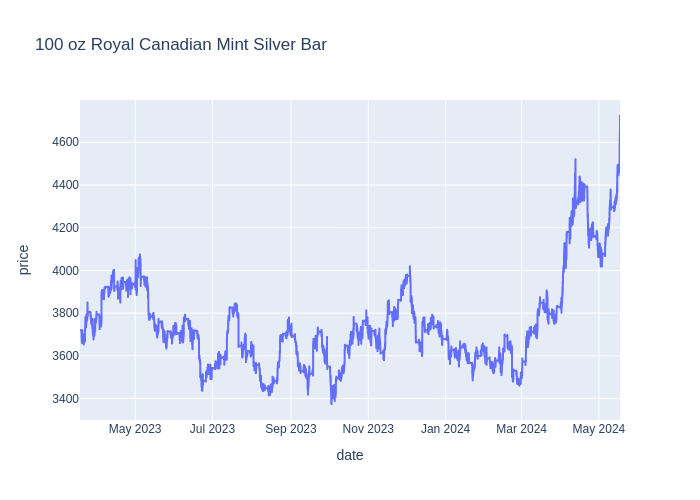 100 oz Royal Canadian Mint Silver Bar
4600
4400
4200
4000
3800
3600
3400
price
May 2023 Jul 2023 Sep 2023 Nov 2023 Jan 2024 Mar 2024 May 2024
date